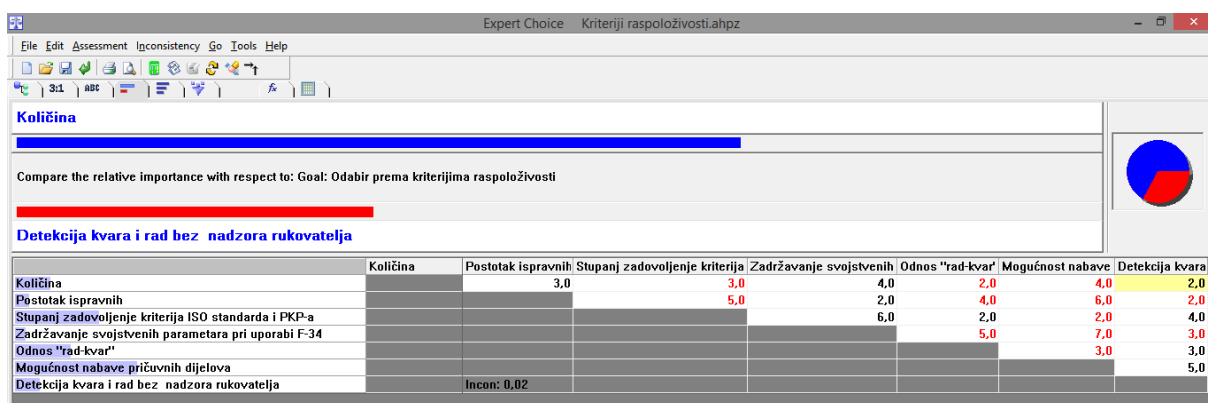 Expert Choice Kriteriji raspoloživosti.ahpz
File Edit Assessment Inconsistency Go Tools Help
3:1 ABC fx
Količina
Compare the relative importance with respect to: Goal: Odabir prema kriterijima raspoloživosti
Detekcija kvara i rad bez nadzora rukovatelja
Količina Postotak ispravnih Stupanj zadovoljenje kriterija Zadržavanje svojstvenih Odnos "rad-kvar" Mogućnost nabave Detekcija kvara
Količina 3,0 3,0 4,0 2,0 4,0 2,0
Postotak ispravnih 5,0 2,0 4,0 6,0 2,0
Stupanj zadovoljenje kriterija ISO standarda i PKP-a 6,0 2,0 2,0 4,0
Zadržavanje svojstvenih parametara pri uporabi F-34 5,0 7,0 3,0
Odnos "rad-kvar" 3,0 3,0
Mogućnost nabave pričuvnih dijelova 5,0
Detekcija kvara i rad bez nadzora rukovatelja Incon: 0,02